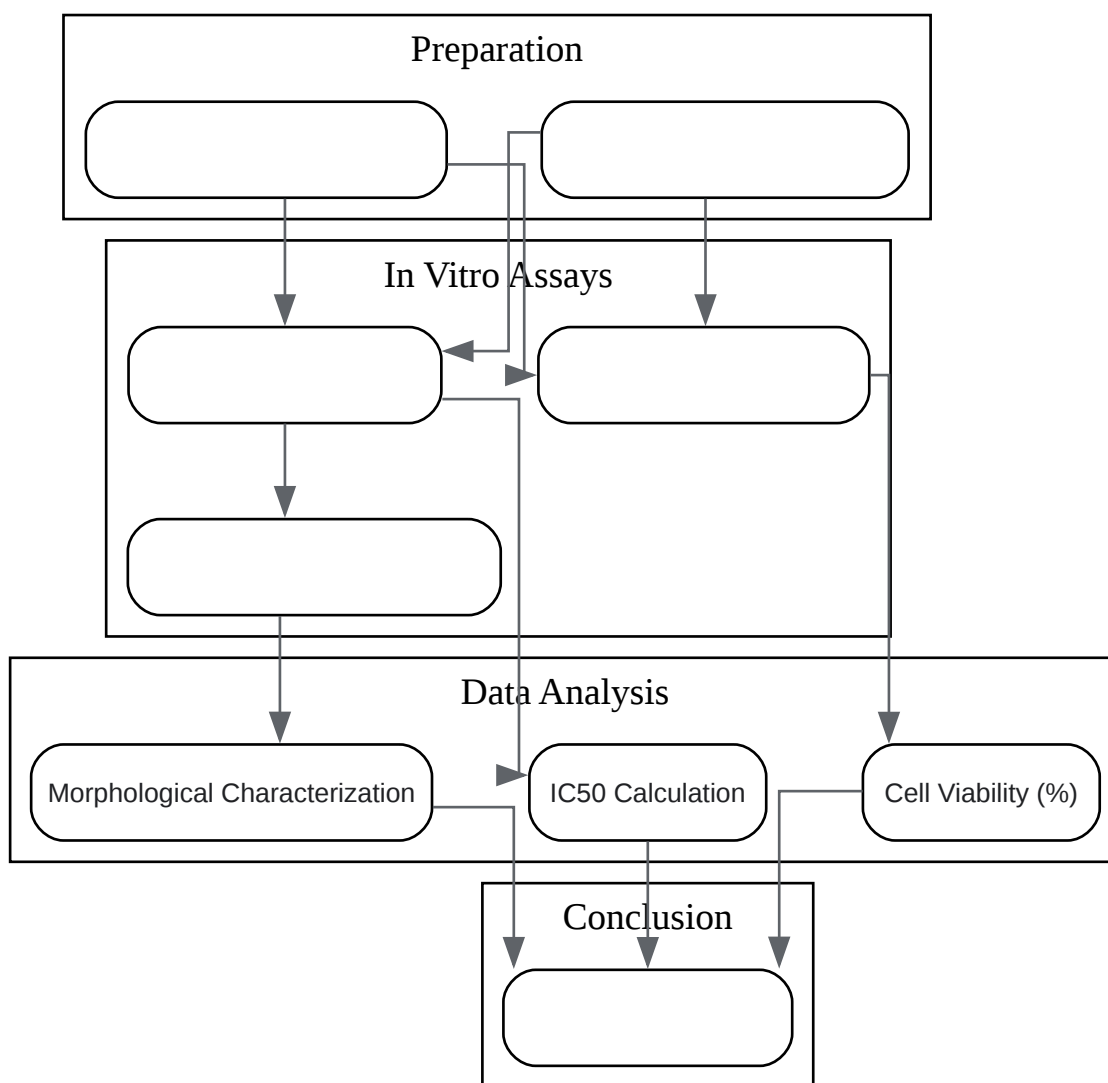 Preparation
In Vitro Assays
Data Analysis
Morphological Characterization
IC50 Calculation
Cell Viability (%)
Conclusion